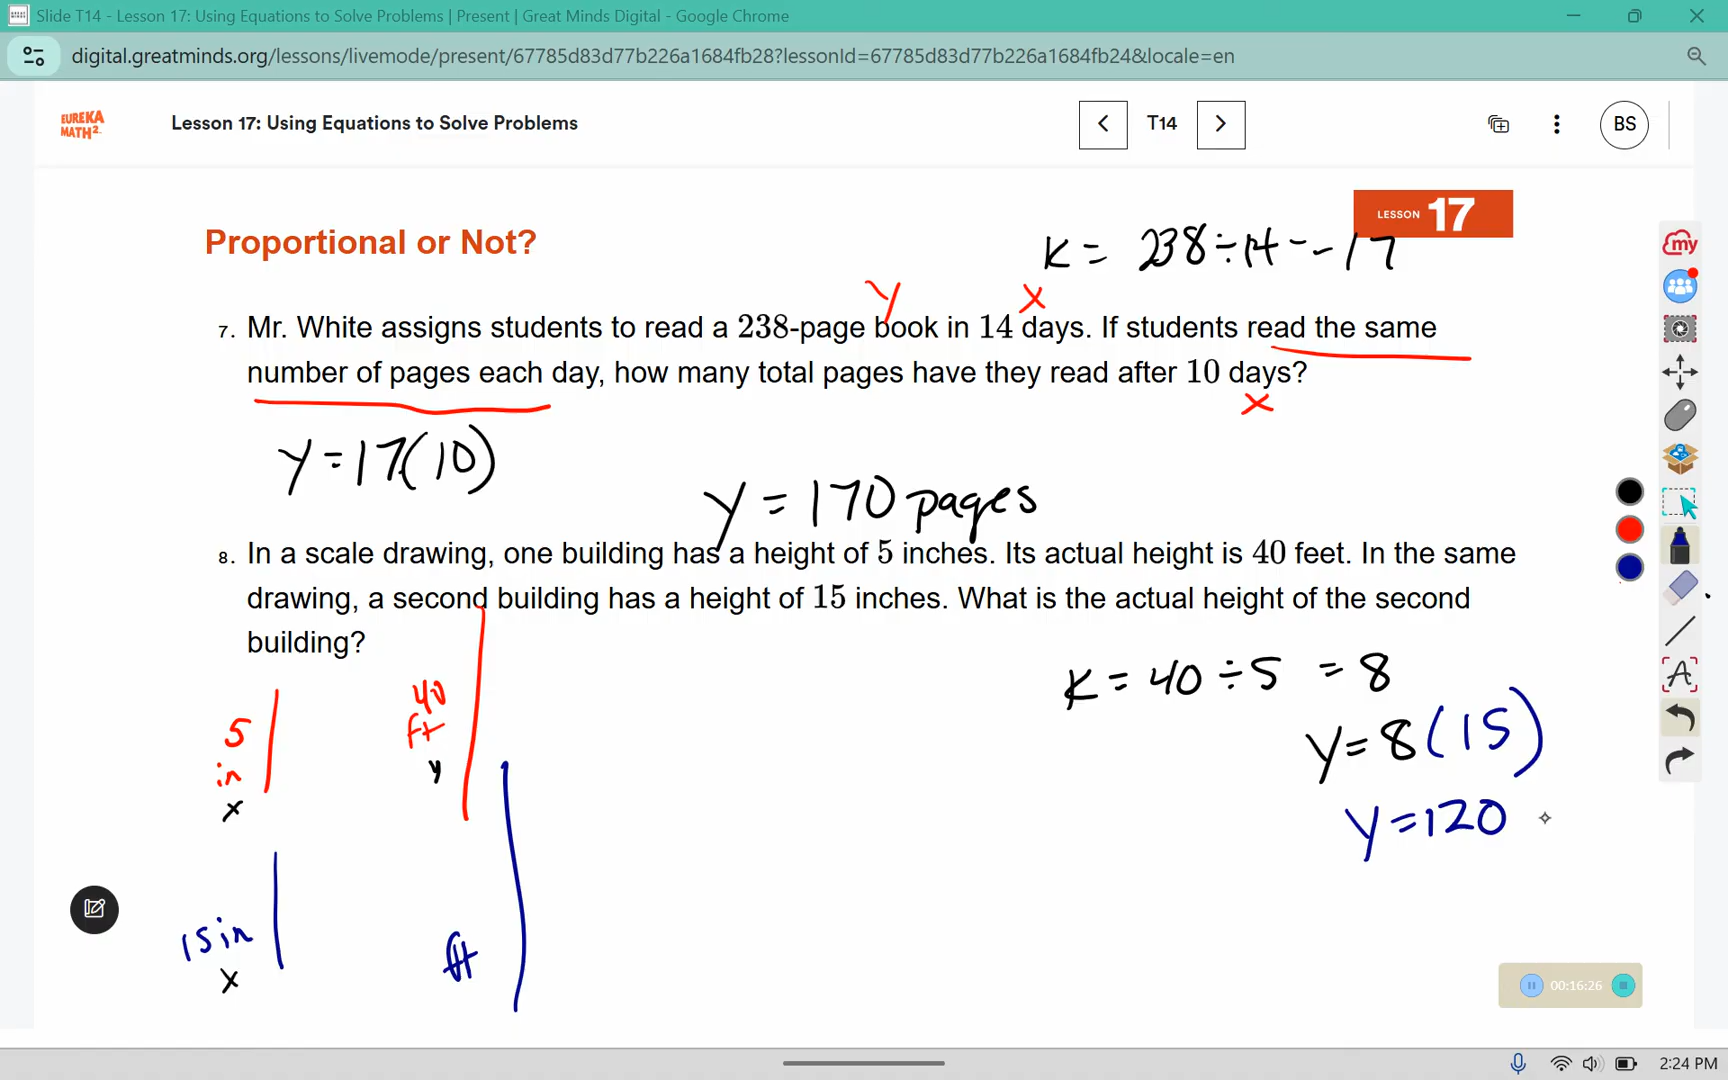 Slide T14 - Lesson 17: Using Equations to Solve Problems | Present | Great Minds Digital - Google Chrome
digital.greatminds.org/lessons/livemode/present/67785d83d77b226a1684fb28?lessonId=67785d83d77b226a1684fb24&locale=en
EUREKA
MATH²
Lesson 17: Using Equations to Solve Problems
T14
BS
LESSON 17
Proportional or Not?
K = 238÷14 -- 17
y
x
7. Mr. White assigns students to read a 238-page book in 14 days. If students read the same
number of pages each day, how many total pages have they read after 10 days?
x
y=17(10)
y = 170 pages
8. In a scale drawing, one building has a height of 5 inches. Its actual height is 40 feet. In the same
drawing, a second building has a height of 15 inches. What is the actual height of the second
building?
K = 40 ÷ 5 = 8
y=8(15)
y=120
5
in
x
40
ft
y
15 in
x
ft
my
A
00:16:26
2:24 PM